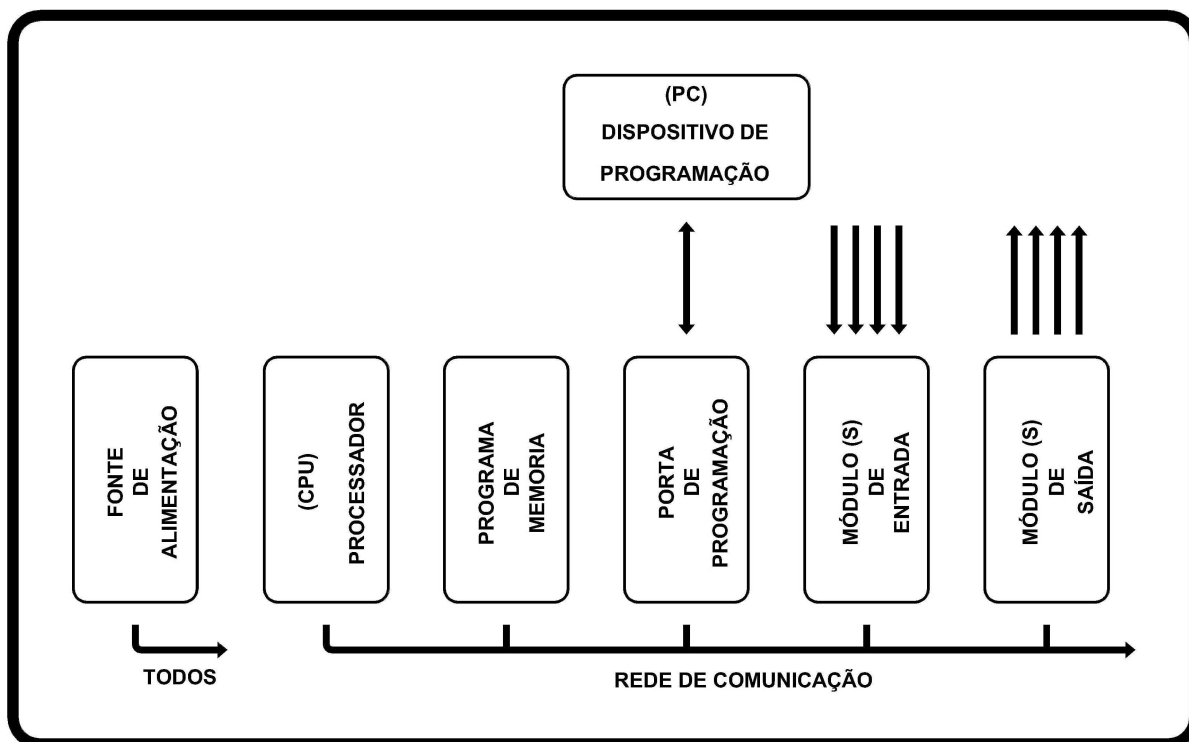 (PC)
DISPOSITIVO DE
PROGRAMAÇÃO
FONTE
DE
ALIMENTAÇÃO
(CPU)
PROCESSADOR
PROGRAMA
DE
MEMORIA
PORTA
DE
PROGRAMAÇÃO
MÓDULO (S)
DE
ENTRADA
MÓDULO (S)
DE
SAÍDA
TODOS
REDE DE COMUNICAÇÃO